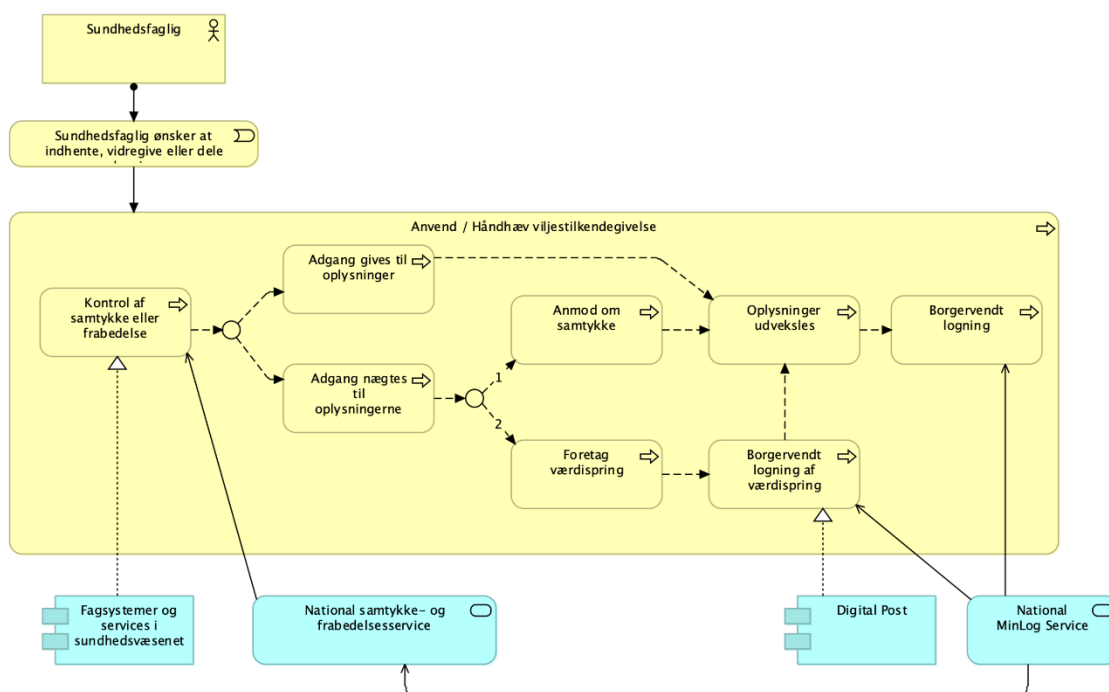 Sundhedsfaglig
Sundhedsfaglig ønsker at
indhente, vidregive eller dele
Anvend / Håndhæv viljestilkendegivelse
Adgang gives til
oplysninger
Kontrol af
samtykke eller
frabedelse
Anmod om
samtykke
Oplysninger
udveksles
Borgervendt
logning
Adgang nægtes
til
oplysningerne
1
2
Foretag
værdispring
Borgervendt
logning af
værdispring
Fagsystemer og
services i
sundhedsvæsenet
National samtykke- og
frabedelsesservice
Digital Post
National
MinLog Service